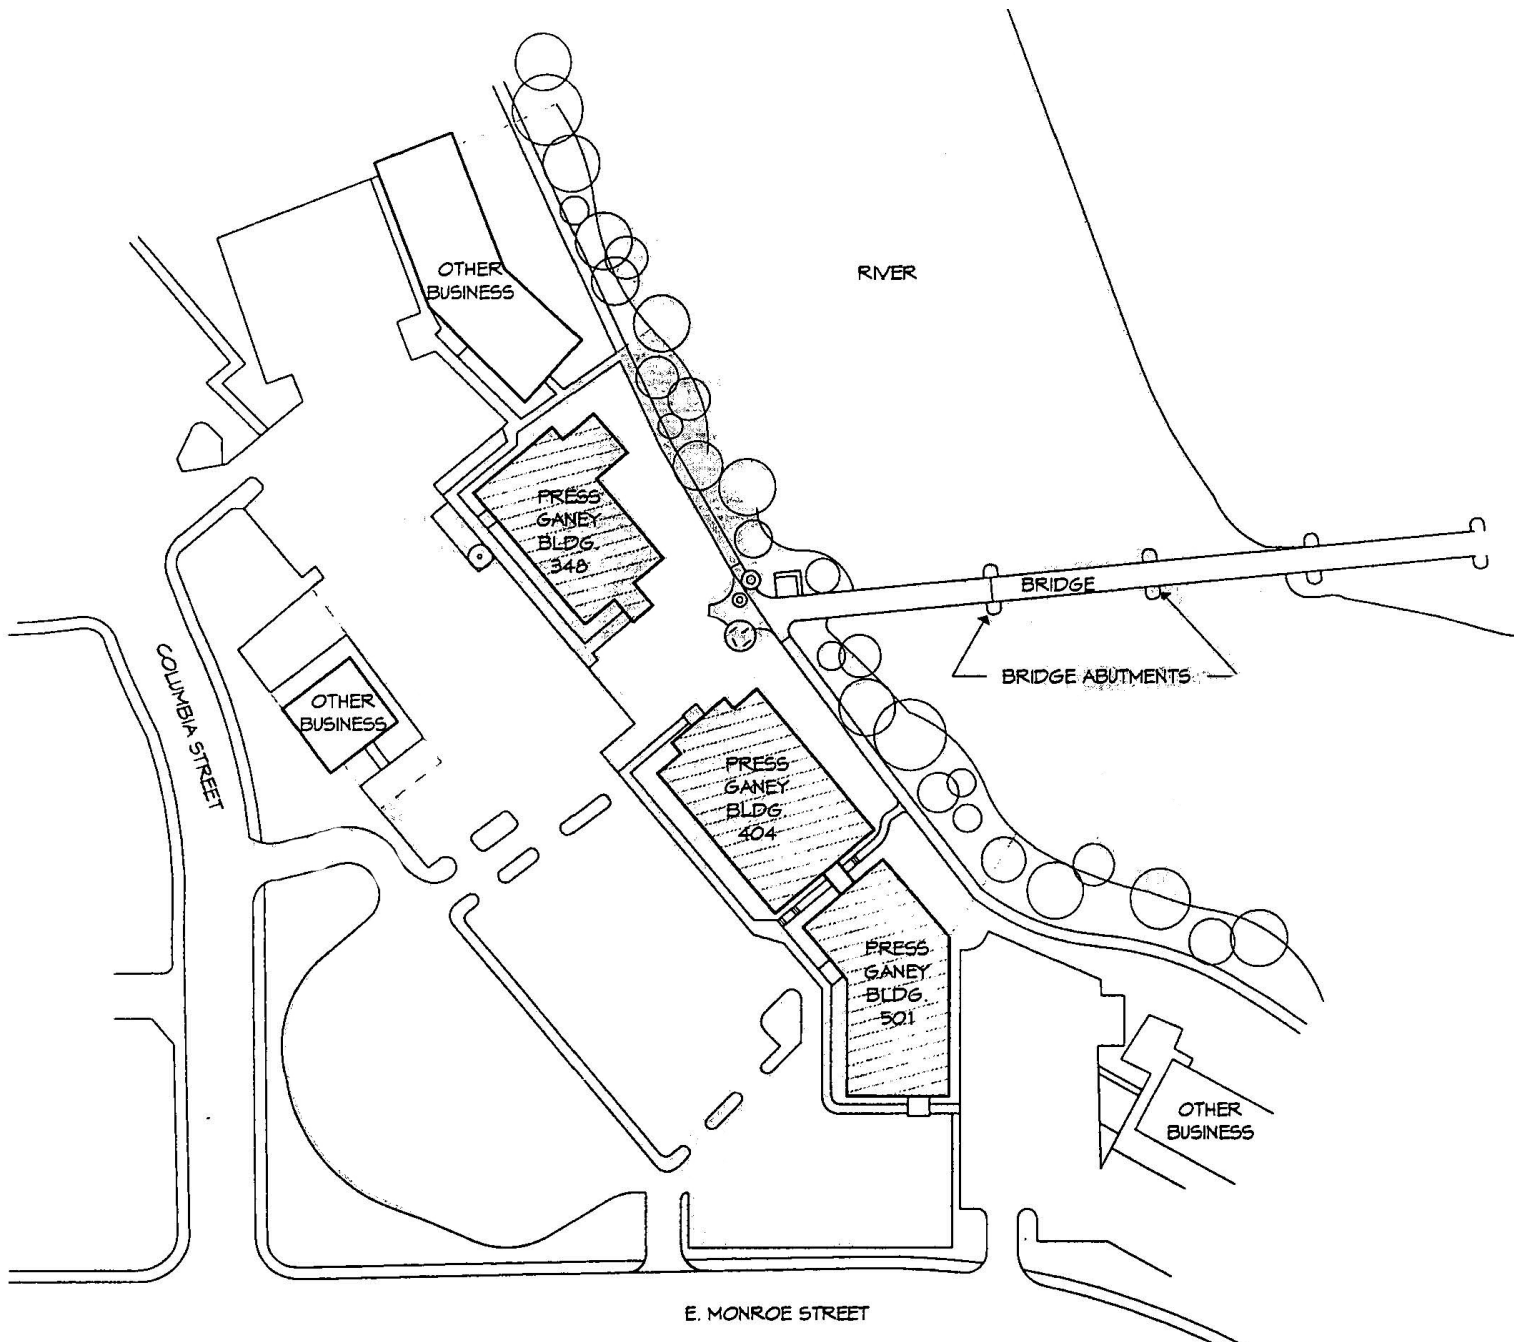 RIVER
OTHER
BUSINESS
PRESS
GANEY
BLDG.
348
BRIDGE
BRIDGE ABUTMENTS
COLUMBIA STREET
OTHER
BUSINESS
PRESS
GANEY
BLDG.
404
PRESS
GANEY
BLDG.
501
OTHER
BUSINESS
E. MONROE STREET